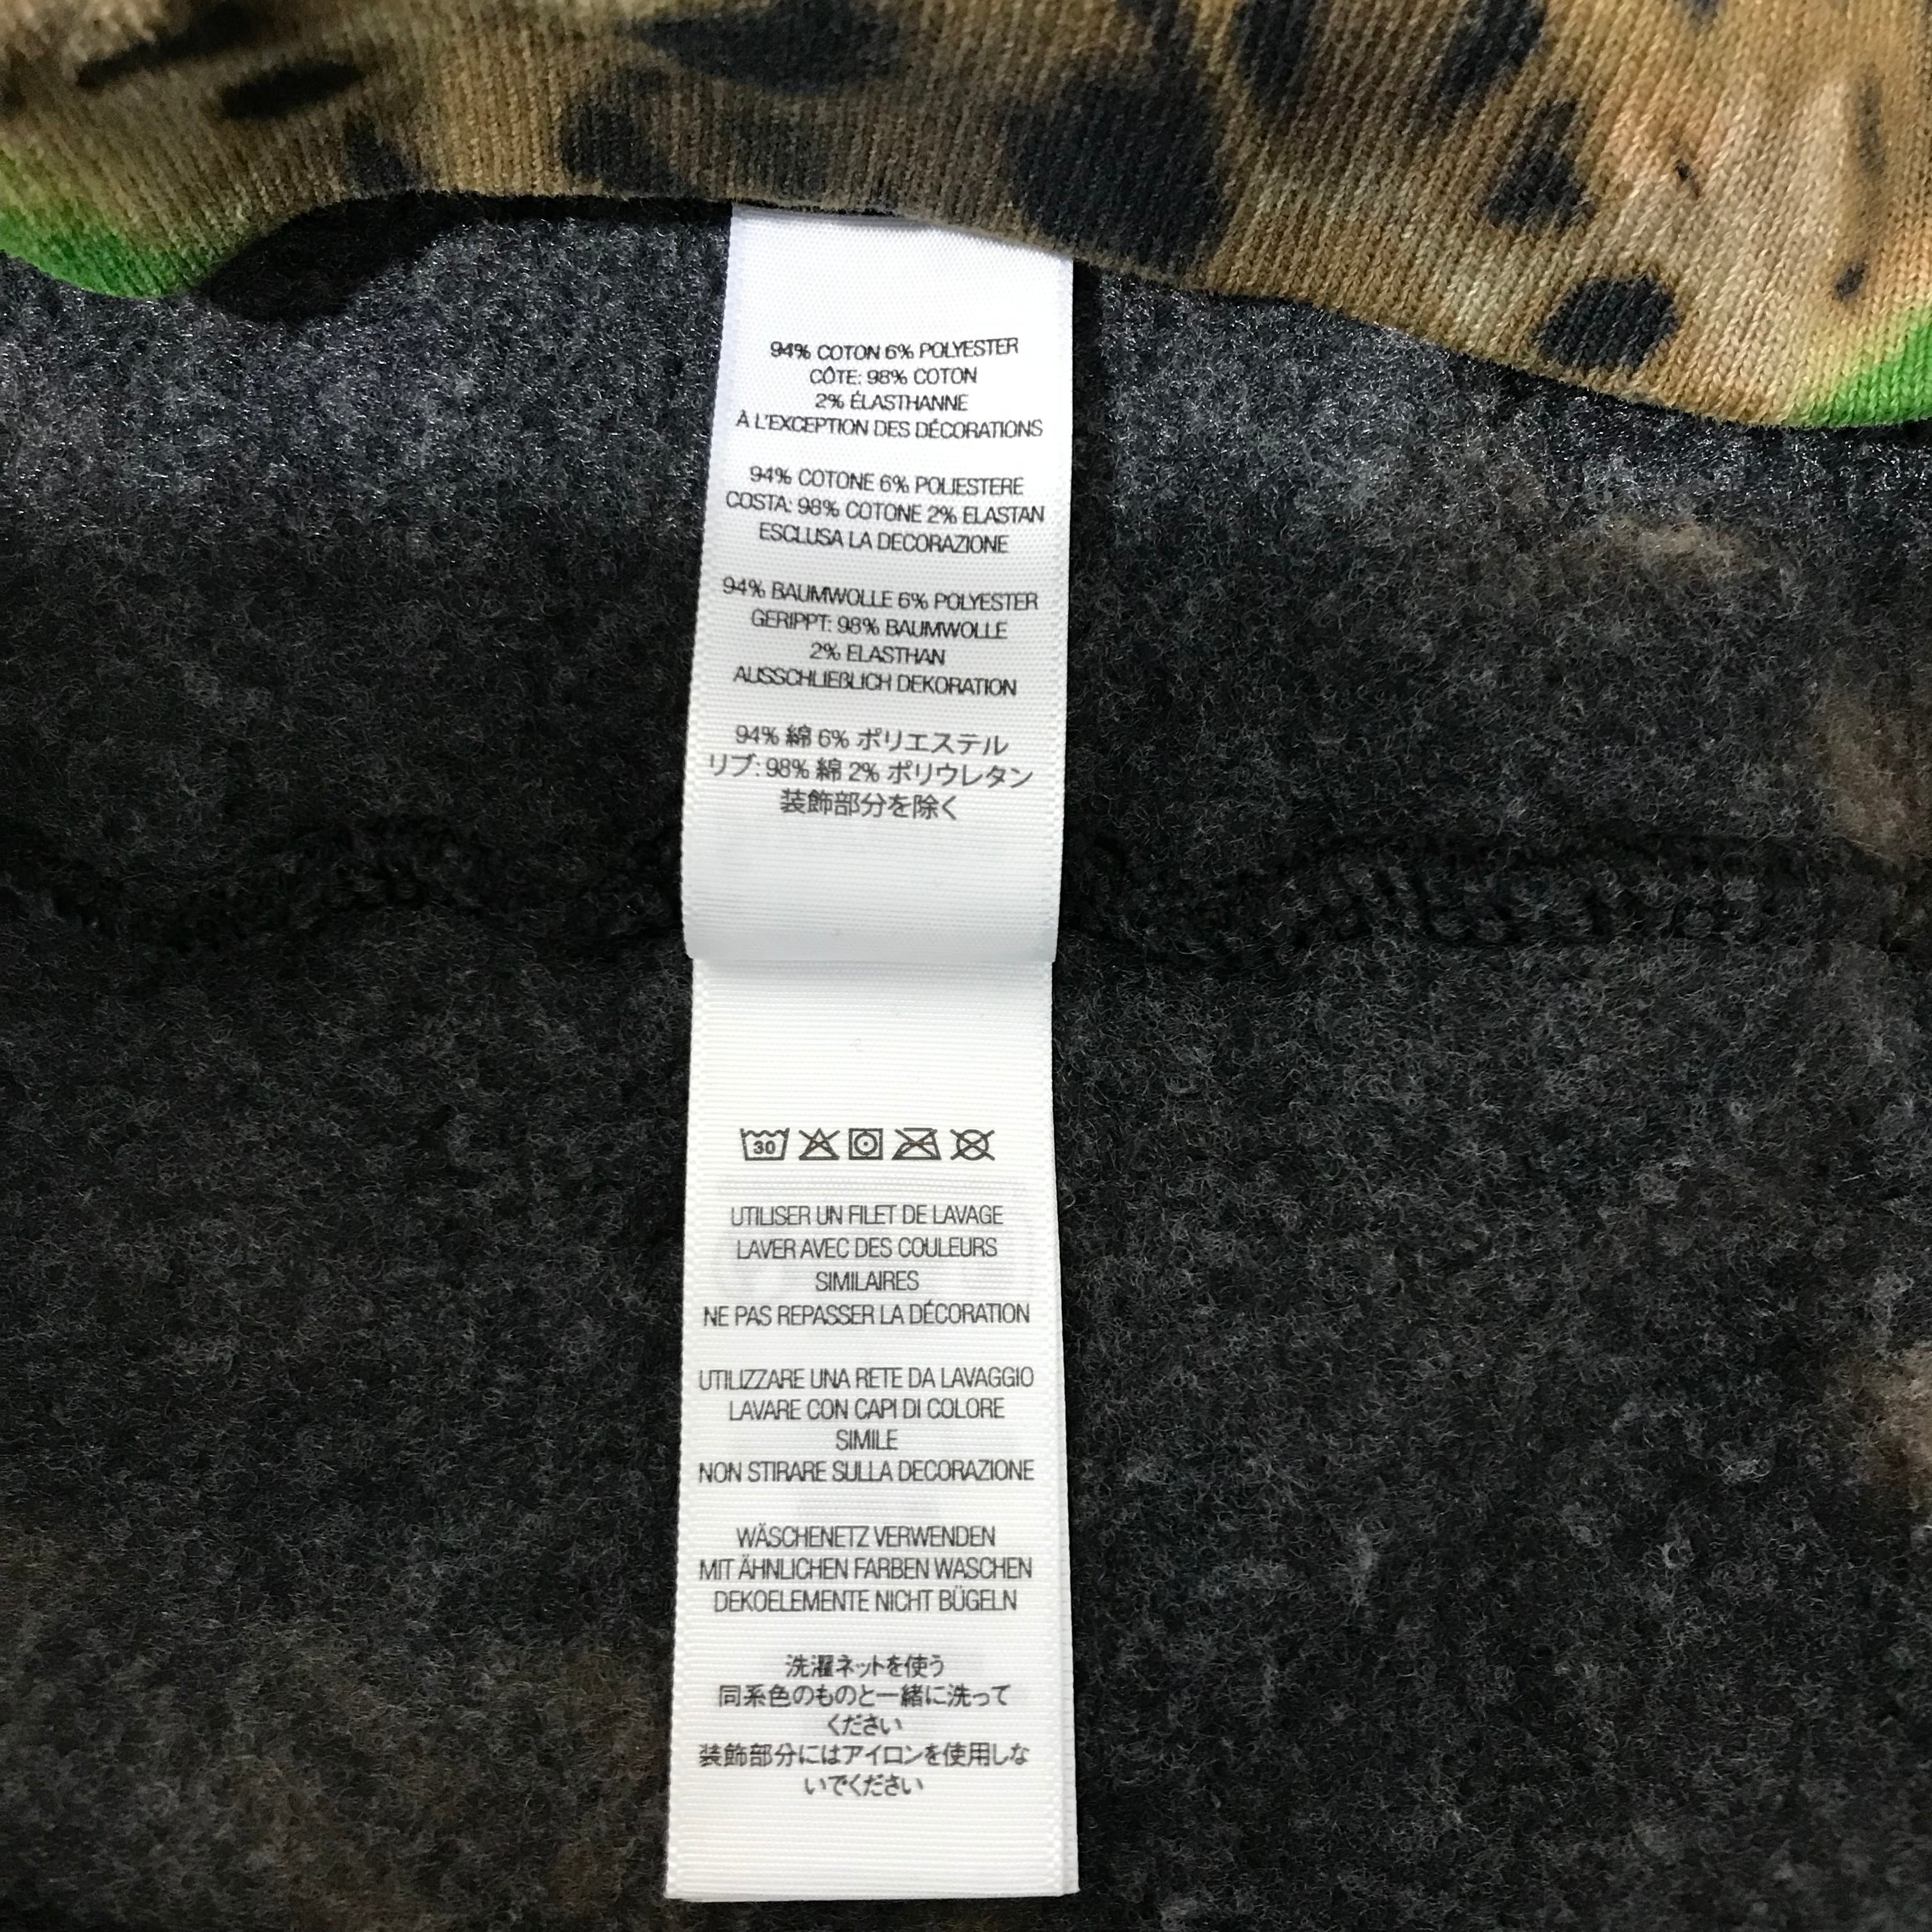 94% COTON 6% POLYESTER
CÔTE: 98% COTON
2% ÉLASTHANNE
À L'EXCEPTION DES DÉCORATIONS
94% COTONE 6% POLIESTERE
COSTA: 98% COTONE 2% ELASTAN
ESCLUSA LA DECORAZIONE
94% BAUMWOLLE 6% POLYESTER
GERIPPT: 98% BAUMWOLLE
2% ELASTHAN
AUSSCHLIEßLICH DEKORATION
94% 綿 6% ポリエステル
リブ: 98% 綿 2% ポリウレタン
装飾部分を除く
30
UTILISER UN FILET DE LAVAGE
LAVER AVEC DES COULEURS
SIMILAIRES
NE PAS REPASSER LA DÉCORATION
UTILIZZARE UNA RETE DA LAVAGGIO
LAVARE CON CAPI DI COLORE
SIMILE
NON STIRARE SULLA DECORAZIONE
WÄSCHENETZ VERWENDEN
MIT ÄHNLICHEN FARBEN WASCHEN
DEKOELEMENTE NICHT BÜGELN
洗濯ネットを使う
同系色のものと一緒に洗って
ください
装飾部分にはアイロンを使用しな
いでください